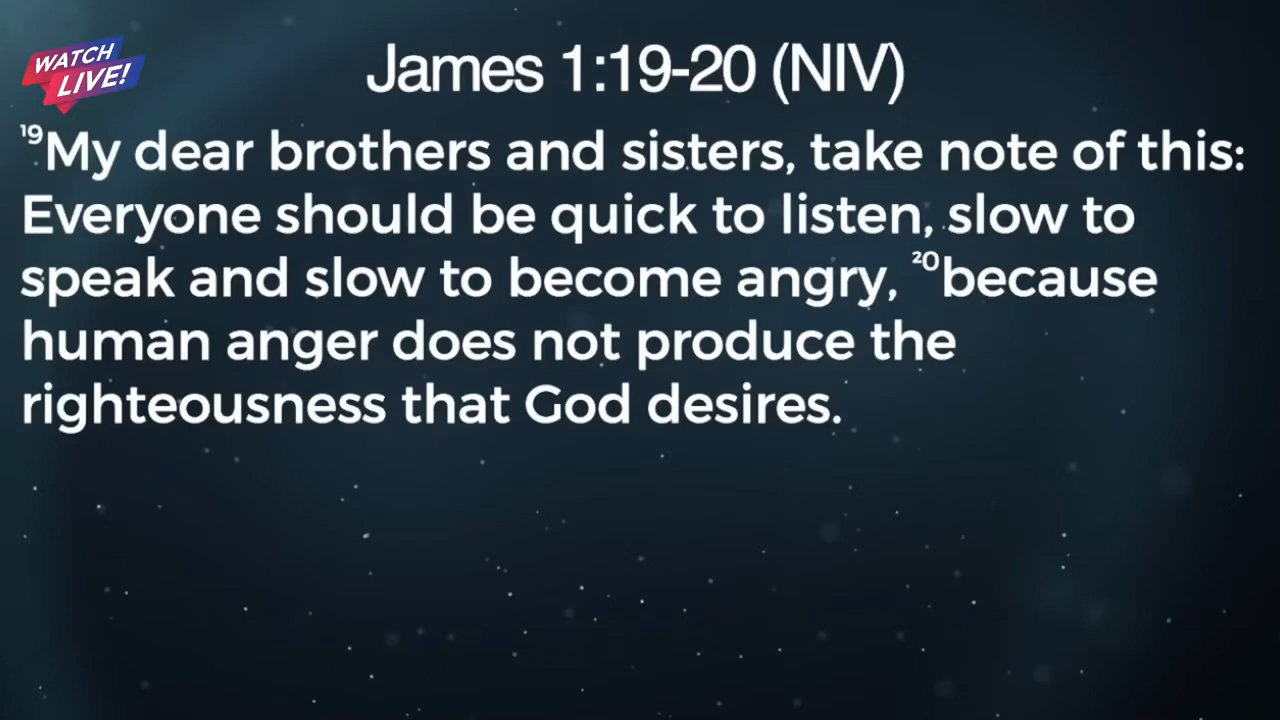 WATCH
LIVE!
James 1:19-20 (NIV)
¹⁹My dear brothers and sisters, take note of this:
Everyone should be quick to listen, slow to
speak and slow to become angry, ²⁰because
human anger does not produce the
righteousness that God desires.